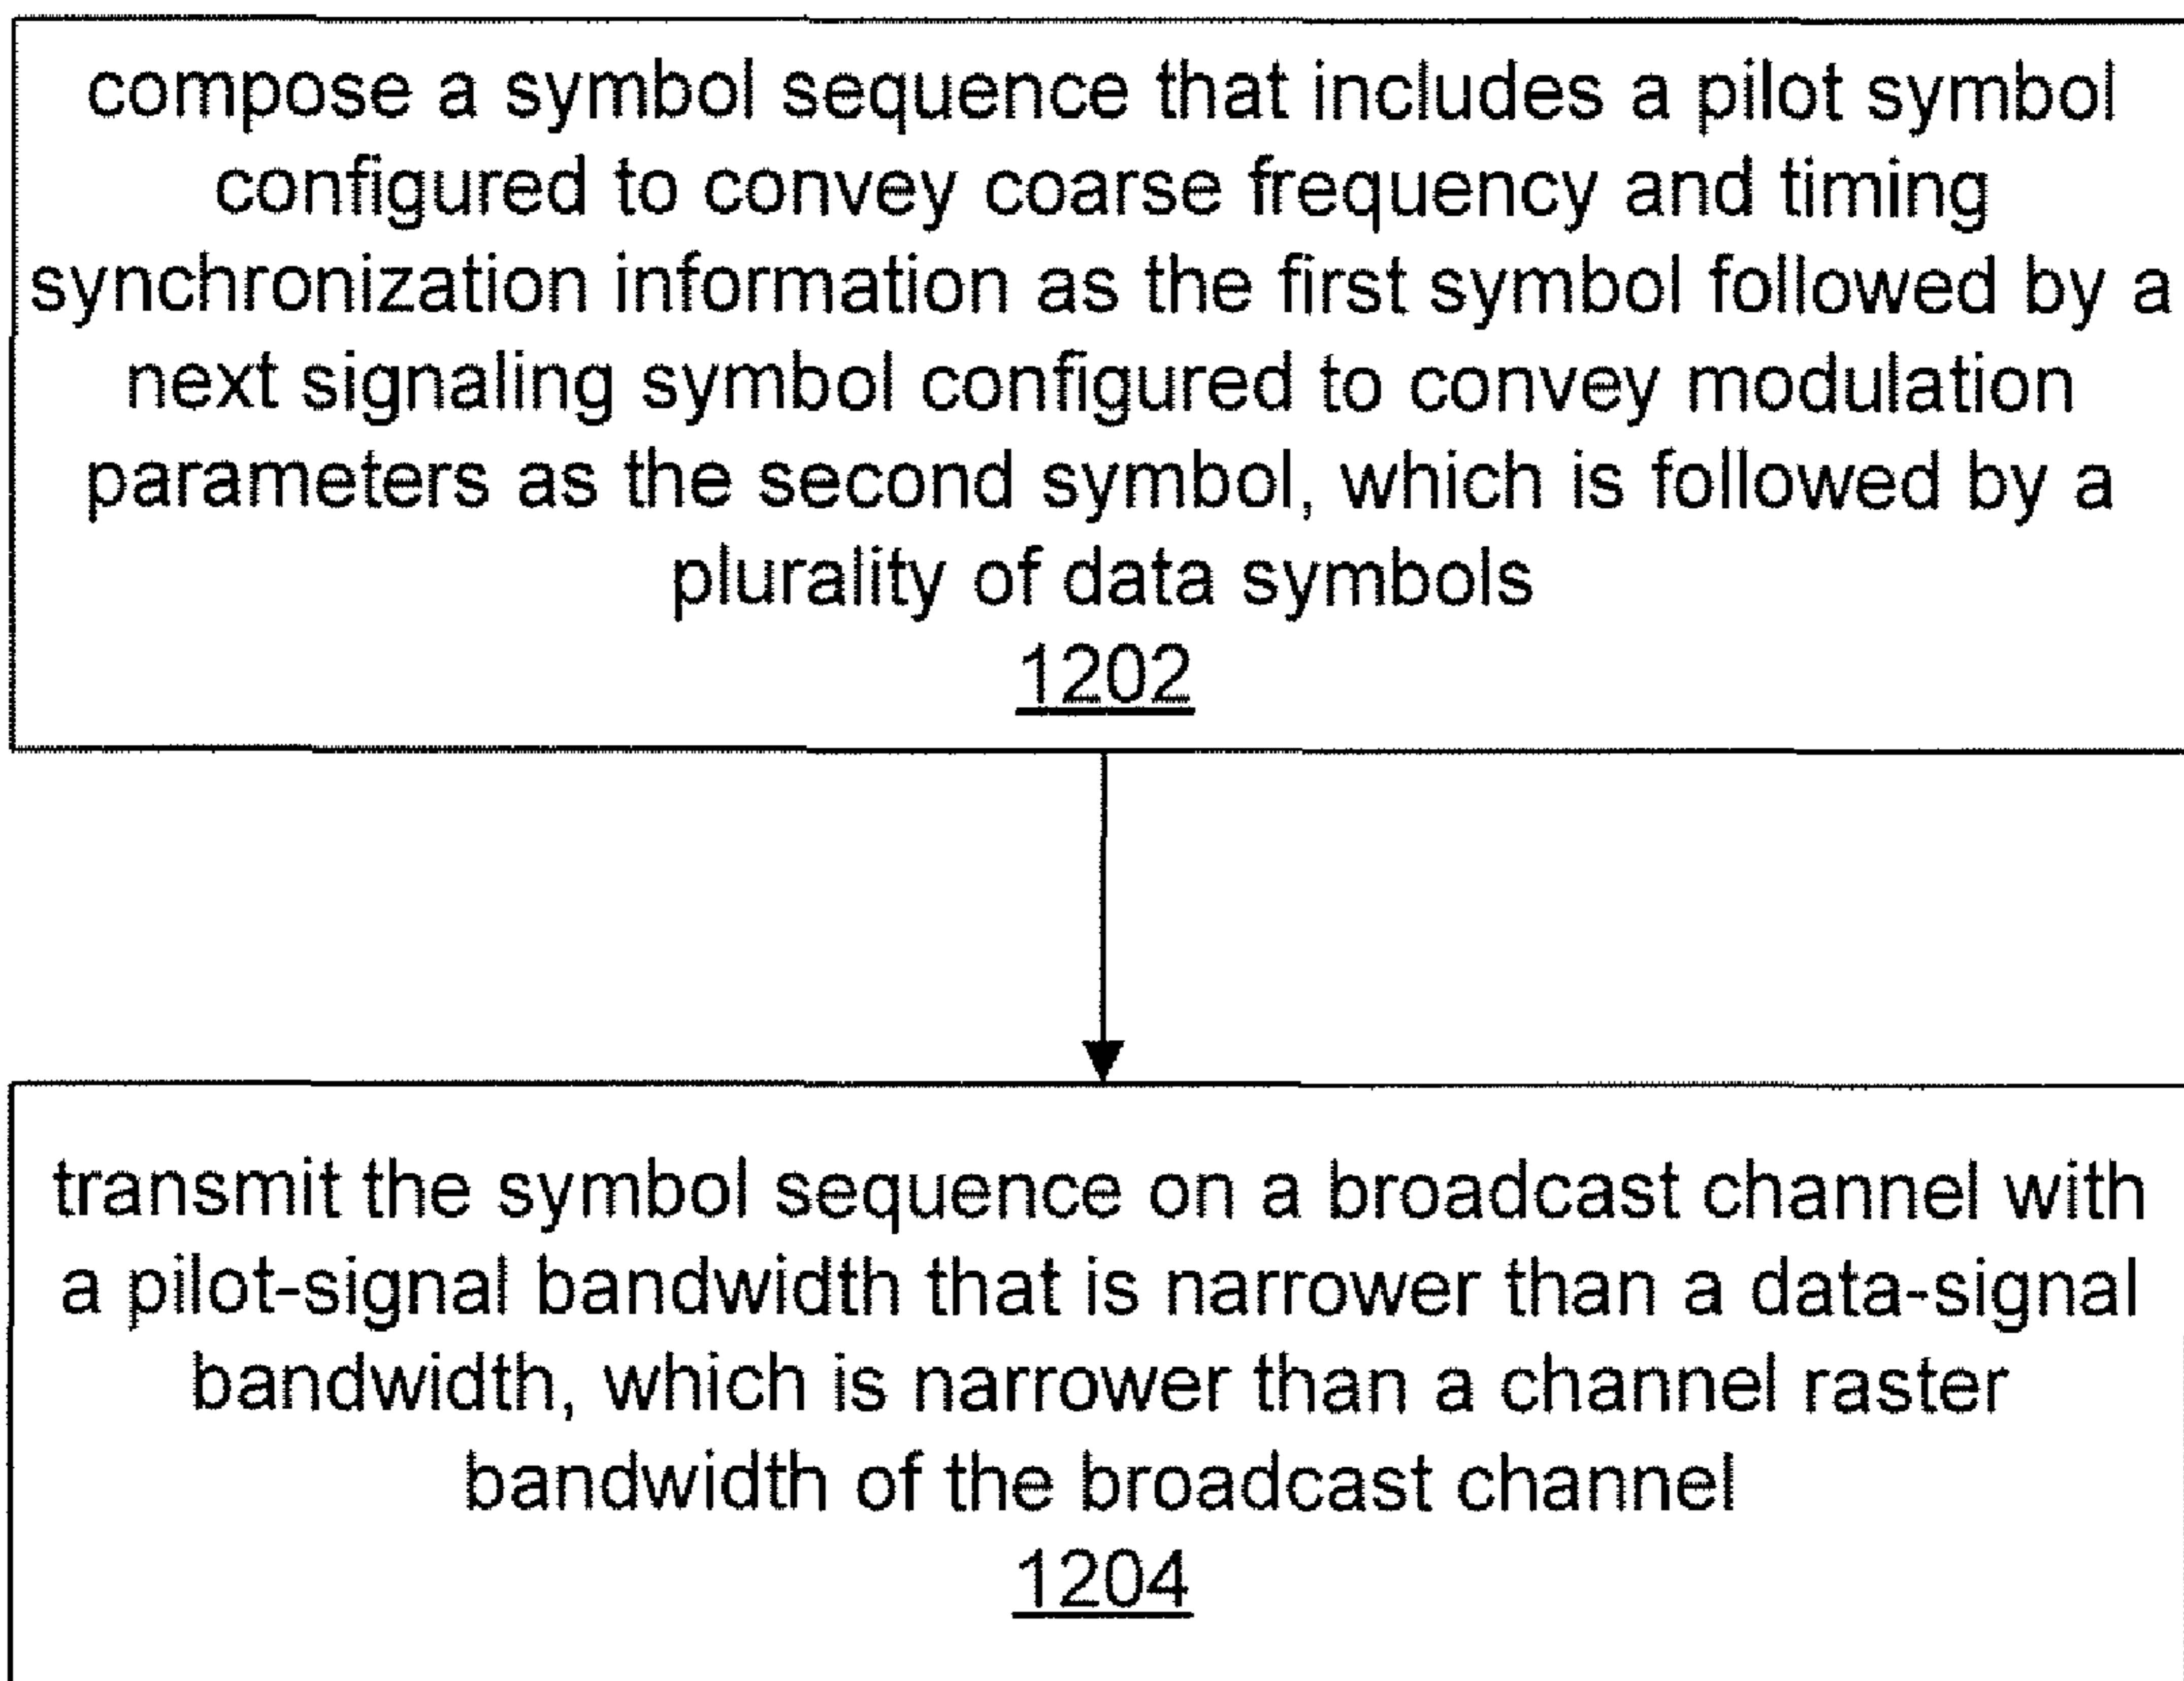 compose a symbol sequence that includes a pilot symbol
configured to convey coarse frequency and timing
synchronization information as the first symbol followed by a
next signaling symbol configured to convey modulation
parameters as the second symbol, which is followed by a
plurality of data symbols
1202
transmit the symbol sequence on a broadcast channel with
a pilot-signal bandwidth that is narrower than a data-signal
bandwidth, which is narrower than a channel raster
bandwidth of the broadcast channel
1204